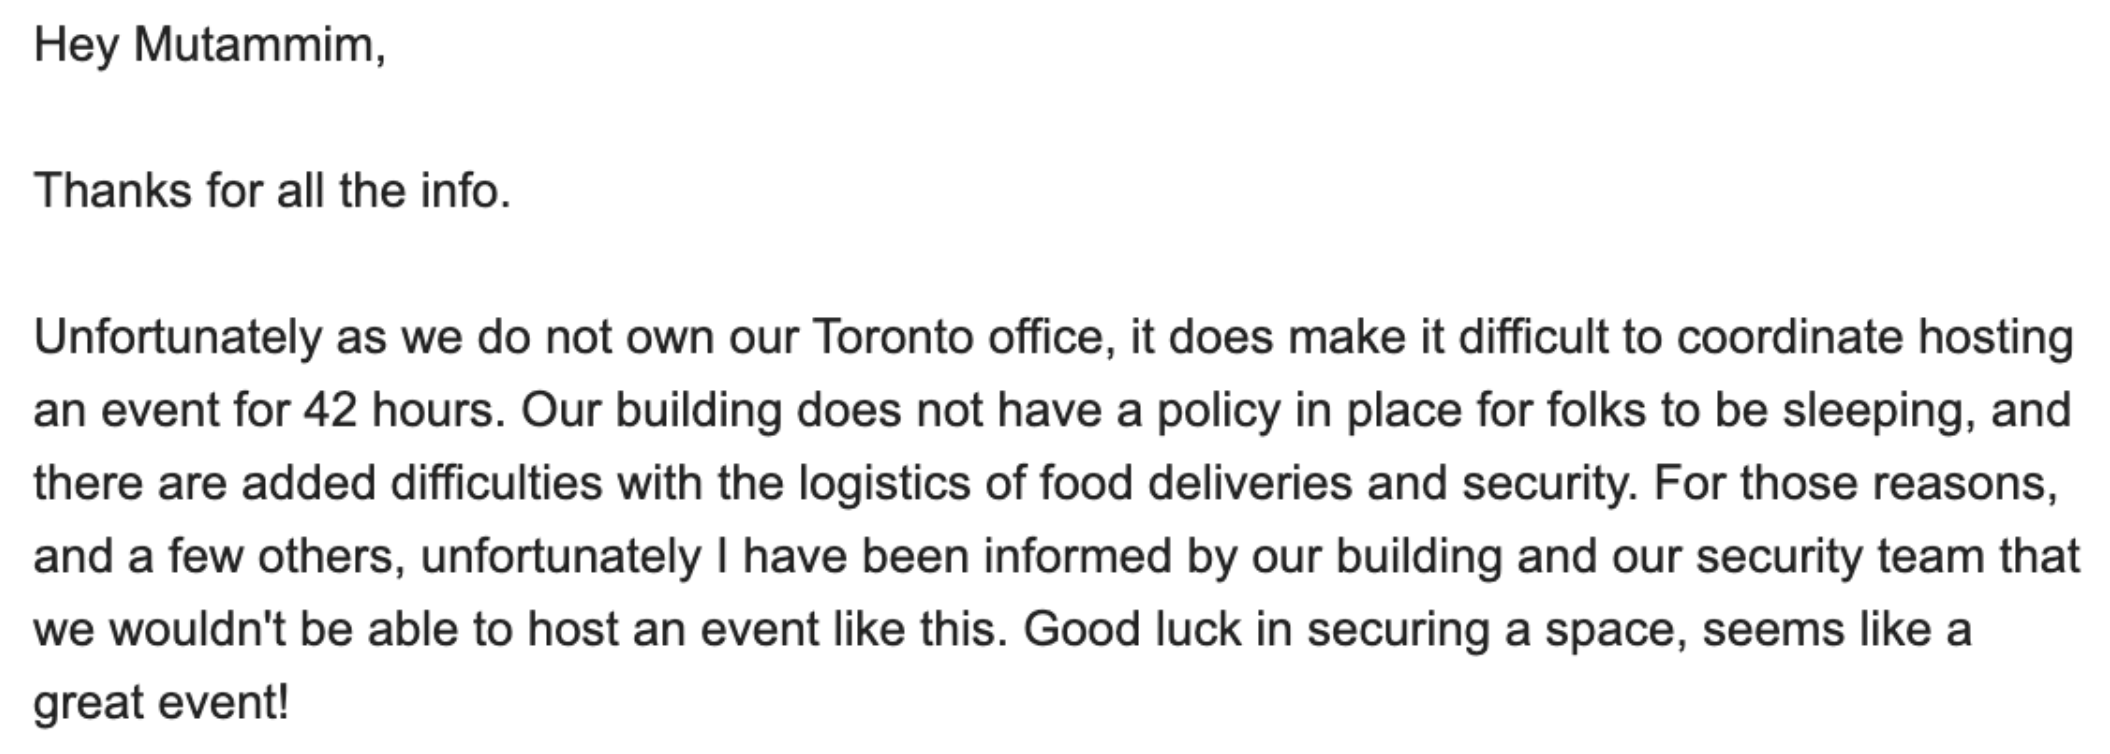 Hey Mutammim,
Thanks for all the info.
Unfortunately as we do not own our Toronto office, it does make it difficult to coordinate hosting
an event for 42 hours. Our building does not have a policy in place for folks to be sleeping, and
there are added difficulties with the logistics of food deliveries and security. For those reasons,
and a few others, unfortunately I have been informed by our building and our security team that
we wouldn't be able to host an event like this. Good luck in securing a space, seems like a
great event!